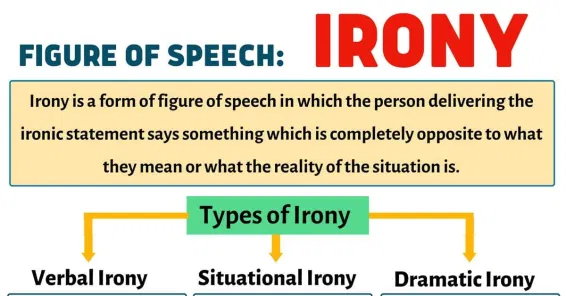 FIGURE OF SPEECH: IRONY
Irony is a form of figure of speech in which the person delivering the
ironic statement says something which is completely opposite to what
they mean or what the reality of the situation is.
Types of Irony
Verbal Irony
Situational Irony
Dramatic Irony